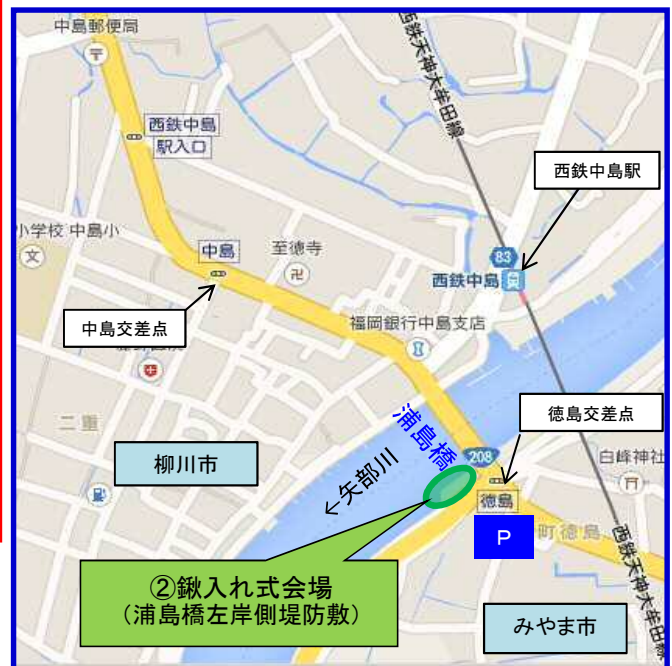 中島郵便局
西鉄天神大牟田線
西鉄中島
駅入口
西鉄中島駅
小学校 中島小
文
中島
至徳寺
83
西鉄中島
中島交差点
福岡銀行中島支店
二重
浦島橋
徳島交差点
208
白峰神社
柳川市
←矢部川
徳島
P
町徳島
②鍬入れ式会場
(浦島橋左岸側堤防敷)
みやま市
西鉄天神大牟田線